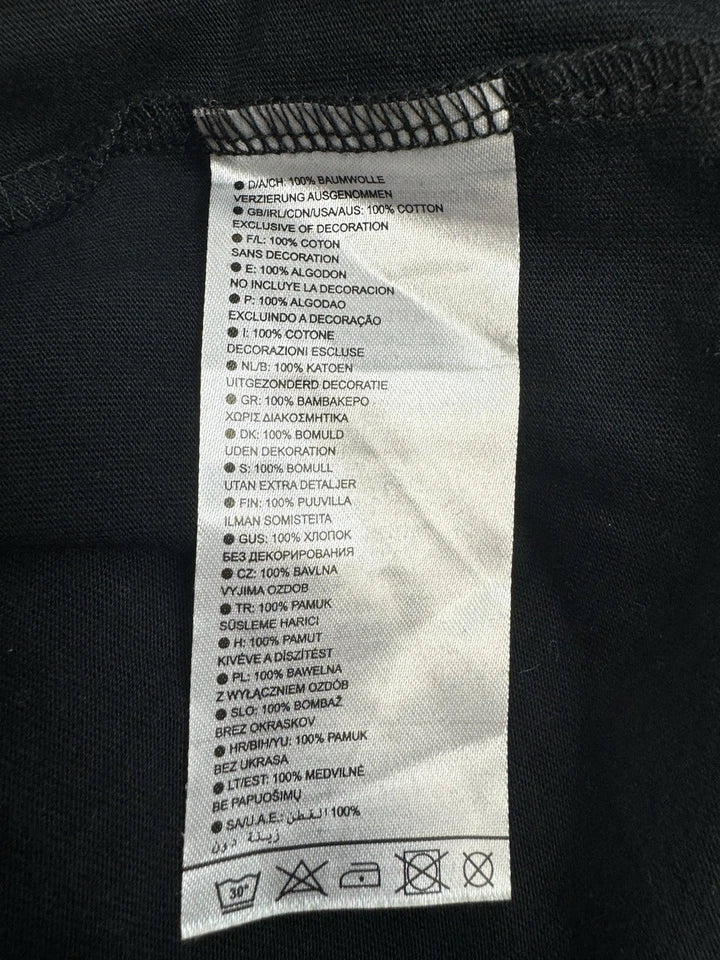 ● D/A/CH: 100% BAUMWOLLE
VERZIERUNG AUSGENOMMEN
● GB/IRL/CDN/USA/AUS: 100% COTTON
EXCLUSIVE OF DECORATION
● F/L: 100% COTON
SANS DECORATION
● E: 100% ALGODON
NO INCLUYE LA DECORACION
● P: 100% ALGODAO
EXCLUINDO A DECORAÇÃO
● I: 100% COTONE
DECORAZIONI ESCLUSE
● NL/B: 100% KATOEN
UITGEZONDERD DECORATIE
● GR: 100% ΒΑΜΒΑΚΕΡΟ
ΧΩΡΙΣ ΔΙΑΚΟΣΜΗΤΙΚΑ
● DK: 100% BOMULD
UDEN DEKORATION
● S: 100% BOMULL
UTAN EXTRA DETALJER
● FIN: 100% PUUVILLA
ILMAN SOMISTEITA
● GUS: 100% ХЛОПОК
БЕЗ ДЕКОРИРОВАНИЯ
● CZ: 100% BAVLNA
VYJIMA OZDOB
● TR: 100% PAMUK
SÜSLEME HARICI
● H: 100% PAMUT
KIVÉVE A DÍSZÍTÉST
● PL: 100% BAWELNA
Z WYŁĄCZNIEM OZDÓB
● SLO: 100% BOMBAŽ
BREZ OKRASKOV
● HR/BIH/YU: 100% PAMUK
BEZ UKRASA
● LT/EST: 100% MEDVILNĖ
BE PAPUOŠIMŲ
● SA/U.A.E.: القطن 100%
زينة دون
30°